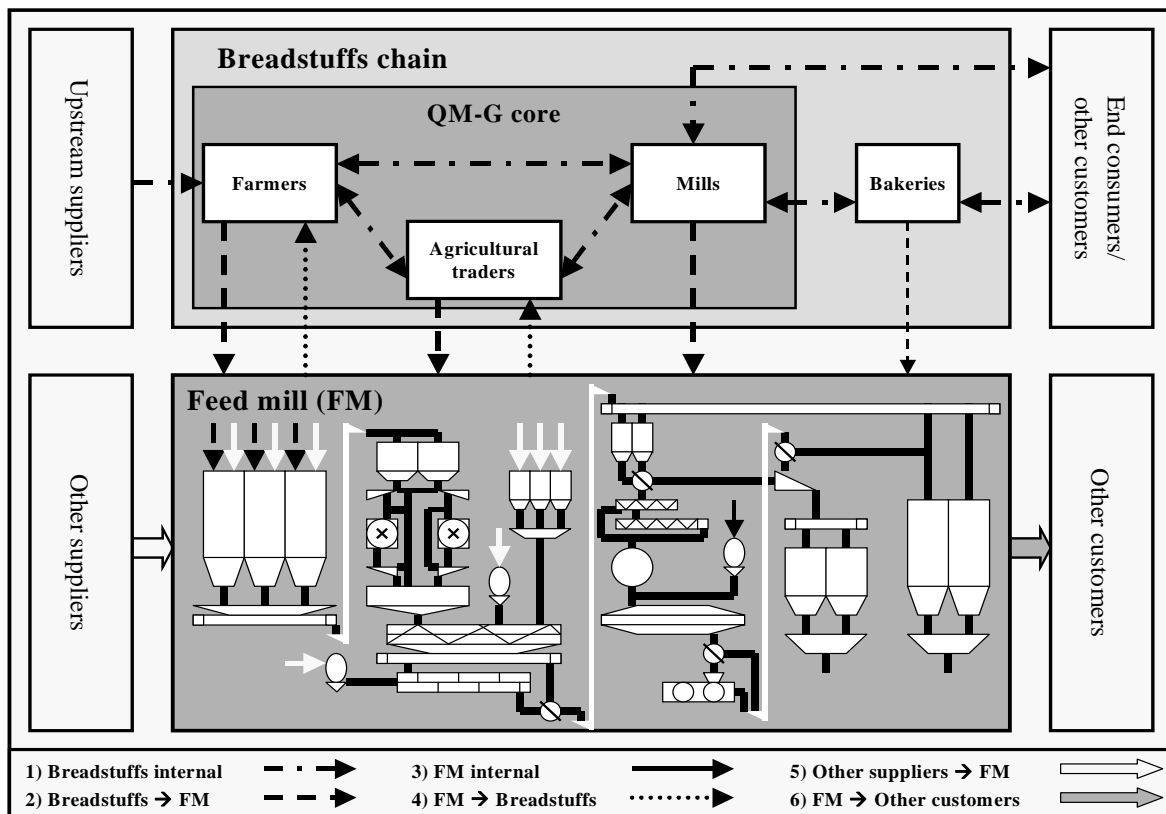 Upstream suppliers
Breadstuffs chain
QM-G core
Farmers
Mills
Bakeries
Agricultural
traders
End consumers/
other customers
Other suppliers
Feed mill (FM)
Other customers
1) Breadstuffs internal
2) Breadstuffs → FM
3) FM internal
4) FM → Breadstuffs
5) Other suppliers → FM
6) FM → Other customers